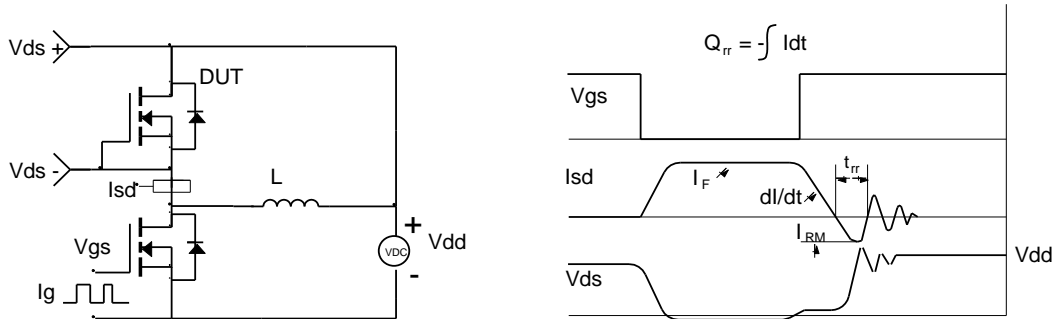 Vds +
DUT
Vds -
Isd
L
Vgs
Ig
VDC
+
-
Vdd
Q_rr = -∫ Idt
Vgs
Isd
I_F
dI/dt
t_rr
I_RM
Vdd
Vds